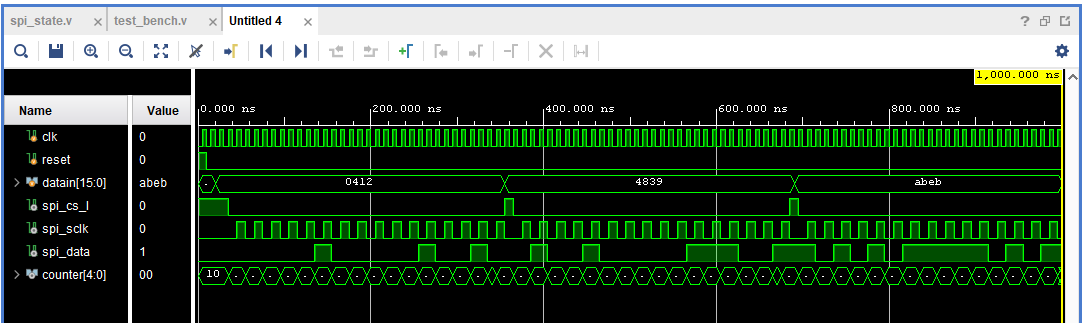 spi_state.v × test_bench.v × Untitled 4 ×
?
1,000.000 ns
Name Value
0.000 ns 200.000 ns 400.000 ns 600.000 ns 800.000 ns
clk 0
reset 0
datain[15:0] abeb . 0412 4839 abeb
spi_cs_l 0
spi_sclk 0
spi_data 1
counter[4:0] 00 10